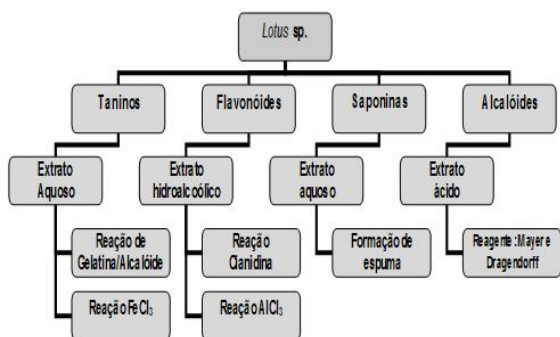 Lotus sp.
Taninos
Flavonóides
Saponinas
Alcalóides
Extrato
Aquoso
Extrato
hidroalcoólico
Extrato
aquoso
Extrato
ácido
Reação de
Gelatina/Alcalóide
Reação
Cianidina
Formação de
espuma
Reagente :Mayer e
Dragendorff
Reação FeCl₃
Reação AlCl₃